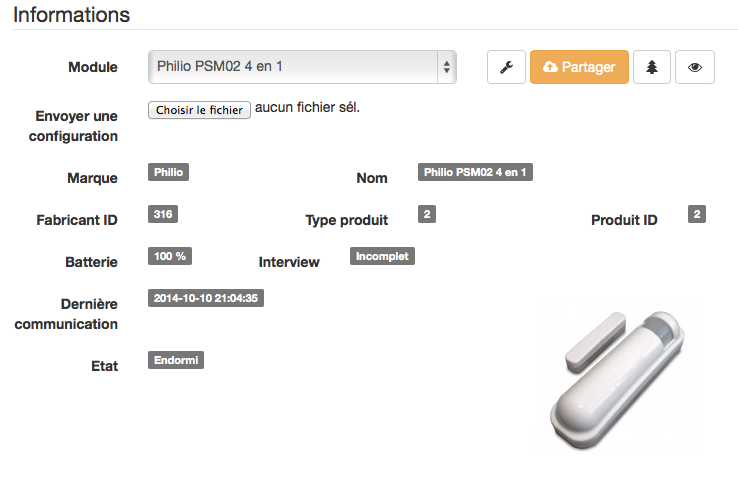 Informations
Module Philio PSM02 4 en 1 Partager
Envoyer une configuration Choisir le fichier aucun fichier sél.
Marque Philio Nom Philio PSM02 4 en 1
Fabricant ID 316 Type produit 2 Produit ID 2
Batterie 100 % Interview Incomplet
Dernière communication 2014-10-10 21:04:35
Etat Endormi